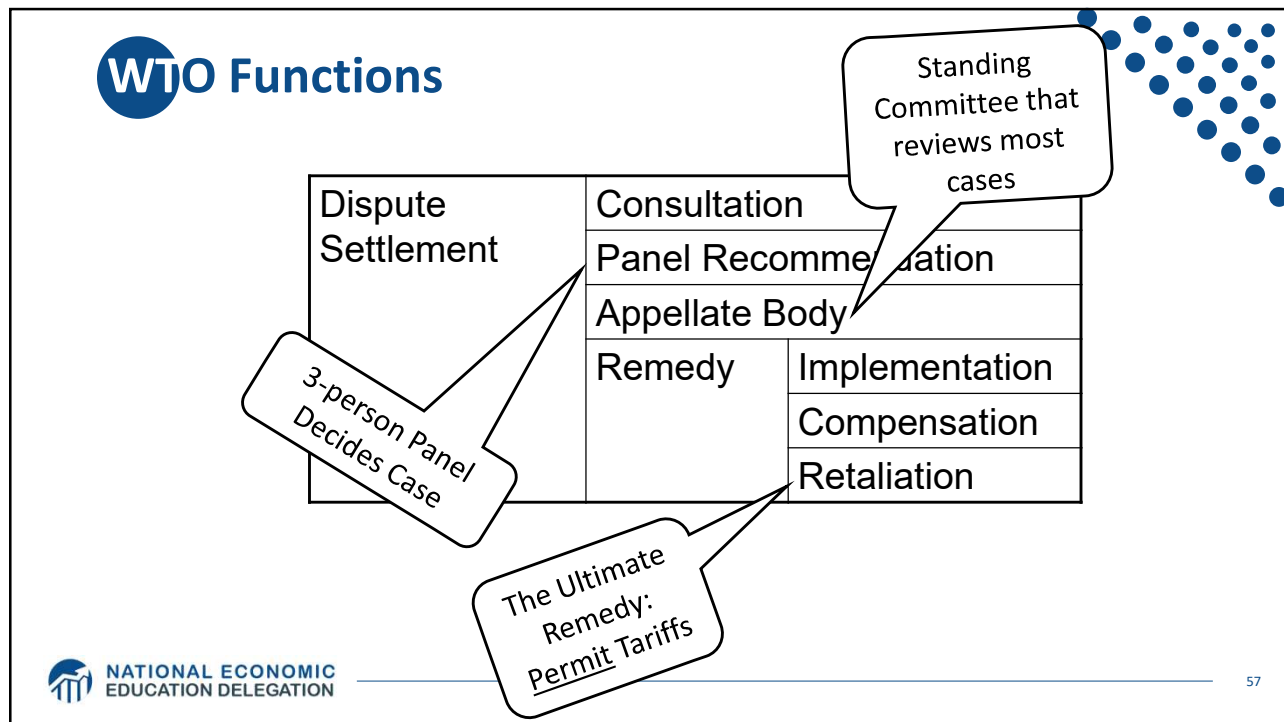 WTO Functions
Standing
Committee that
reviews most
cases
Dispute
Settlement
Consultation
Panel Recommendation
Appellate Body
Remedy
Implementation
Compensation
Retaliation
3-person Panel
Decides Case
The Ultimate
Remedy:
Permit Tariffs
NATIONAL ECONOMIC
EDUCATION DELEGATION
57